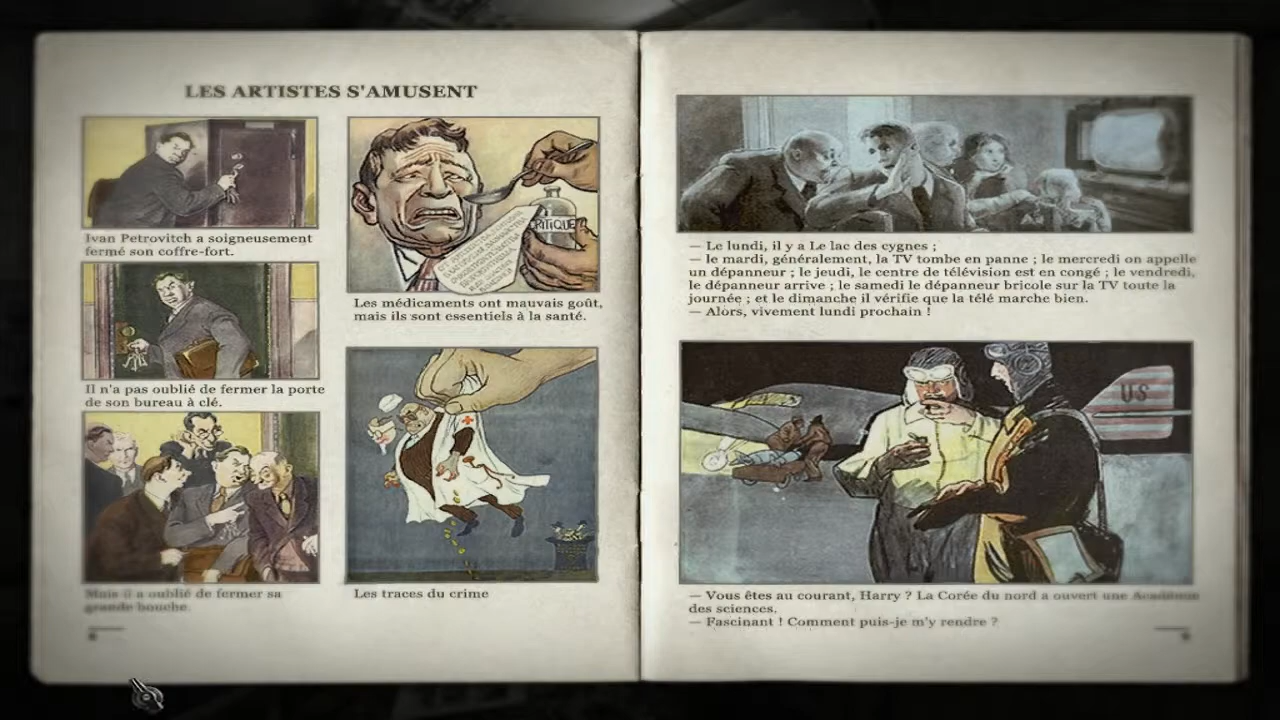 LES ARTISTES S'AMUSENT
Ivan Petrovitch a soigneusement
fermé son coffre-fort.
Il n'a pas oublié de fermer la porte
de son bureau à clé.
Mais il a oublié de fermer sa
grande bouche.
CRITIQUE
Les médicaments ont mauvais goût,
mais ils sont essentiels à la santé.
Les traces du crime
— Le lundi, il y a Le lac des cygnes ;
— le mardi, généralement, la TV tombe en panne ; le mercredi on appelle
un dépanneur ; le jeudi, le centre de télévision est en congé ; le vendredi,
le dépanneur arrive ; le samedi le dépanneur bricole sur la TV toute la
journée ; et le dimanche il vérifie que la télé marche bien.
— Alors, vivement lundi prochain !
US
— Vous êtes au courant, Harry ? La Corée du nord a ouvert une Académie
des sciences.
— Fascinant ! Comment puis-je m'y rendre ?